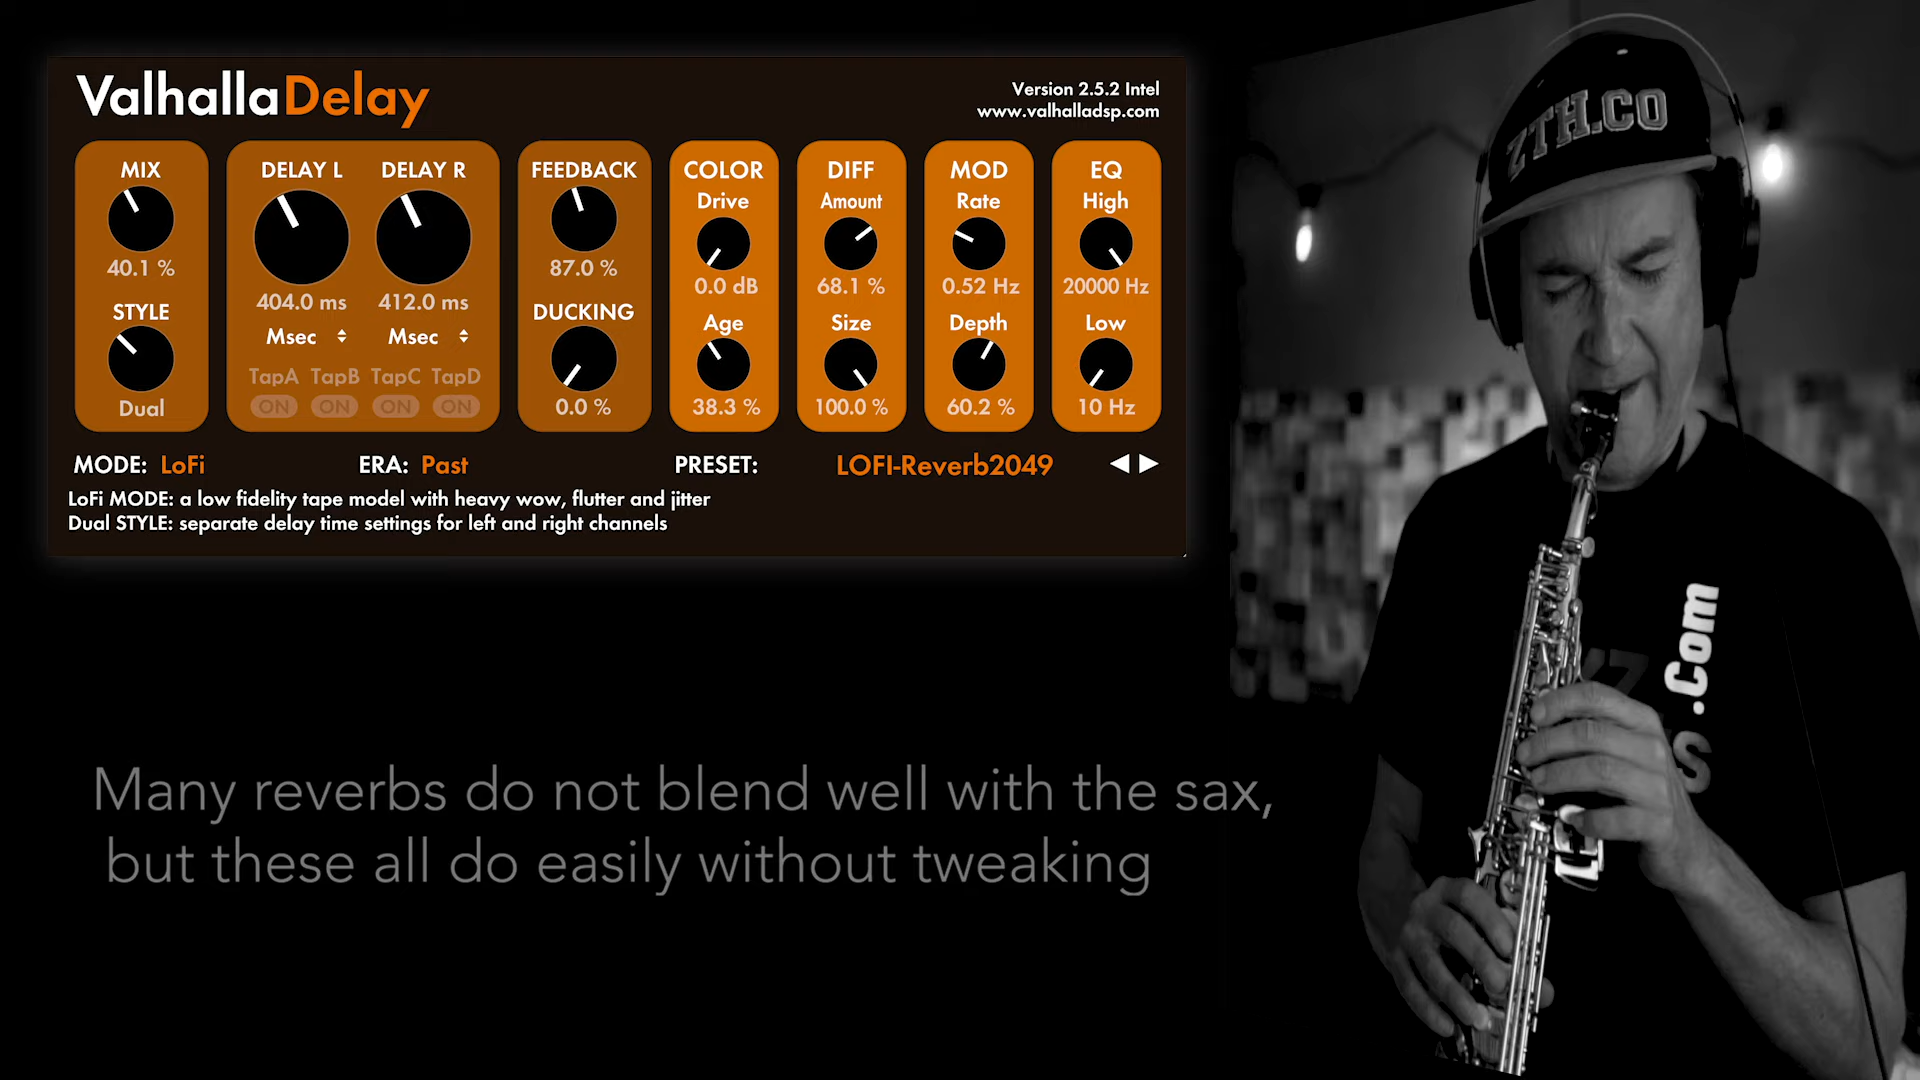 ValhallaDelay
Version 2.5.2 Intel
www.valhalladsp.com
MIX
40.1 %
STYLE
Dual
DELAY L DELAY R
404.0 ms 412.0 ms
Msec Msec
TapA TapB TapC TapD
ON ON ON ON
FEEDBACK
87.0 %
DUCKING
0.0 %
COLOR
Drive
0.0 dB
Age
38.3 %
DIFF
Amount
68.1 %
Size
100.0 %
MOD
Rate
0.52 Hz
Depth
60.2 %
EQ
High
20000 Hz
Low
10 Hz
MODE: LoFi ERA: Past PRESET: LOFI-Reverb2049
LoFi MODE: a low fidelity tape model with heavy wow, flutter and jitter
Dual STYLE: separate delay time settings for left and right channels
ZTH.CO
.Com
Many reverbs do not blend well with the sax,
but these all do easily without tweaking